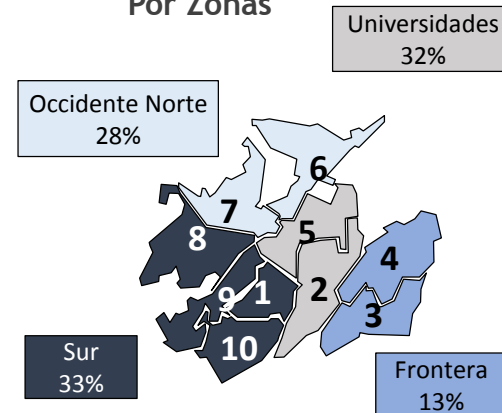 Por Zonas
Universidades
32%
Occidente Norte
28%
6
7
5
8
4
9
1
2
3
10
Sur
33%
Frontera
13%